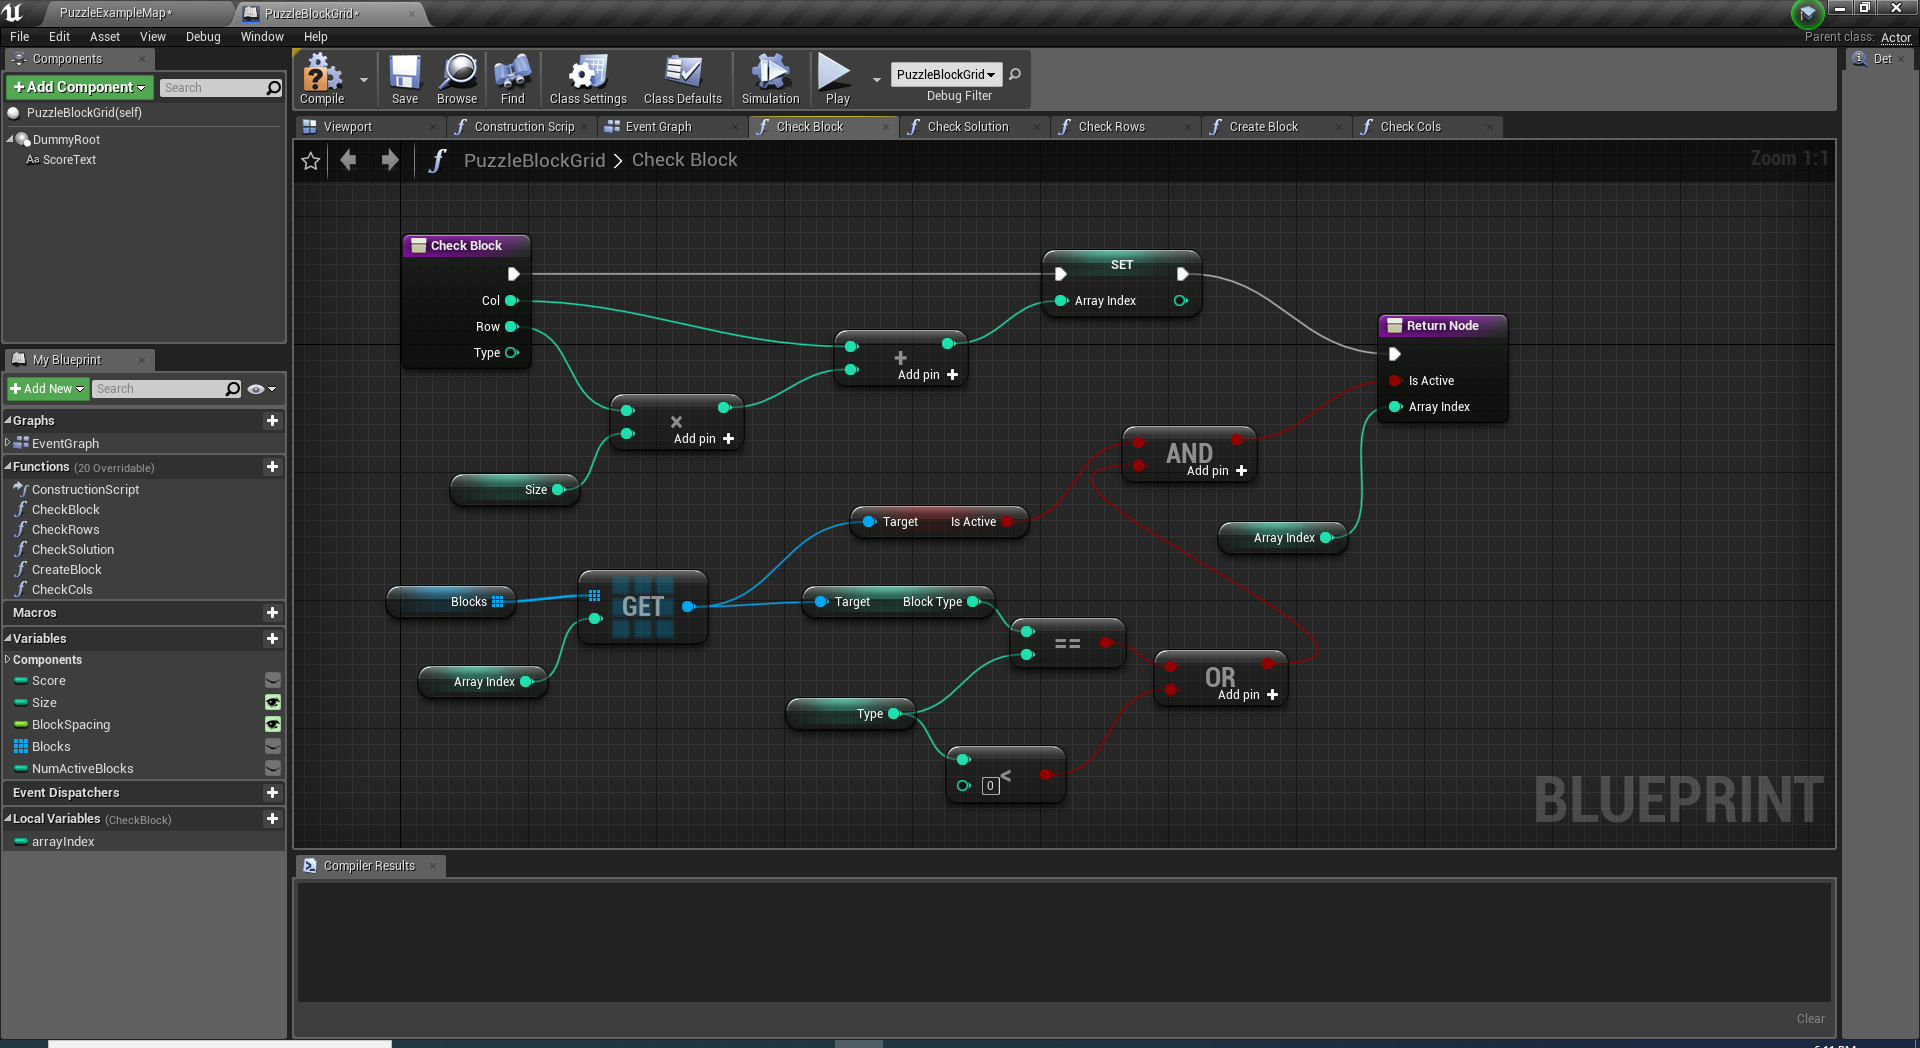 PuzzleExampleMap*
PuzzleBlockGrid*
File Edit Asset View Debug Window Help
Parent class: Actor
Components
Det
+Add Component
Search
PuzzleBlockGrid(self)
DummyRoot
Aa ScoreText
Compile
Save
Browse
Find
Class Settings
Class Defaults
Simulation
Play
PuzzleBlockGrid
Debug Filter
Viewport
Construction Scrip
Event Graph
Check Block
Check Solution
Check Rows
Create Block
Check Cols
PuzzleBlockGrid > Check Block
Zoom 1:1
My Blueprint
+Add New
Search
Graphs
EventGraph
Functions (20 Overridable)
ConstructionScript
CheckBlock
CheckRows
CheckSolution
CreateBlock
CheckCols
Macros
Variables
Components
Score
Size
BlockSpacing
Blocks
NumActiveBlocks
Event Dispatchers
Local Variables (CheckBlock)
arrayIndex
Check Block
Col
Row
Type
SET
Array Index
Return Node
Is Active
Array Index
+
Add pin +
×
Add pin +
Size
AND
Add pin +
Target Is Active
Array Index
Blocks
GET
Target Block Type
==
Array Index
OR
Add pin +
Type
<
0
BLUEPRINT
Compiler Results
Clear